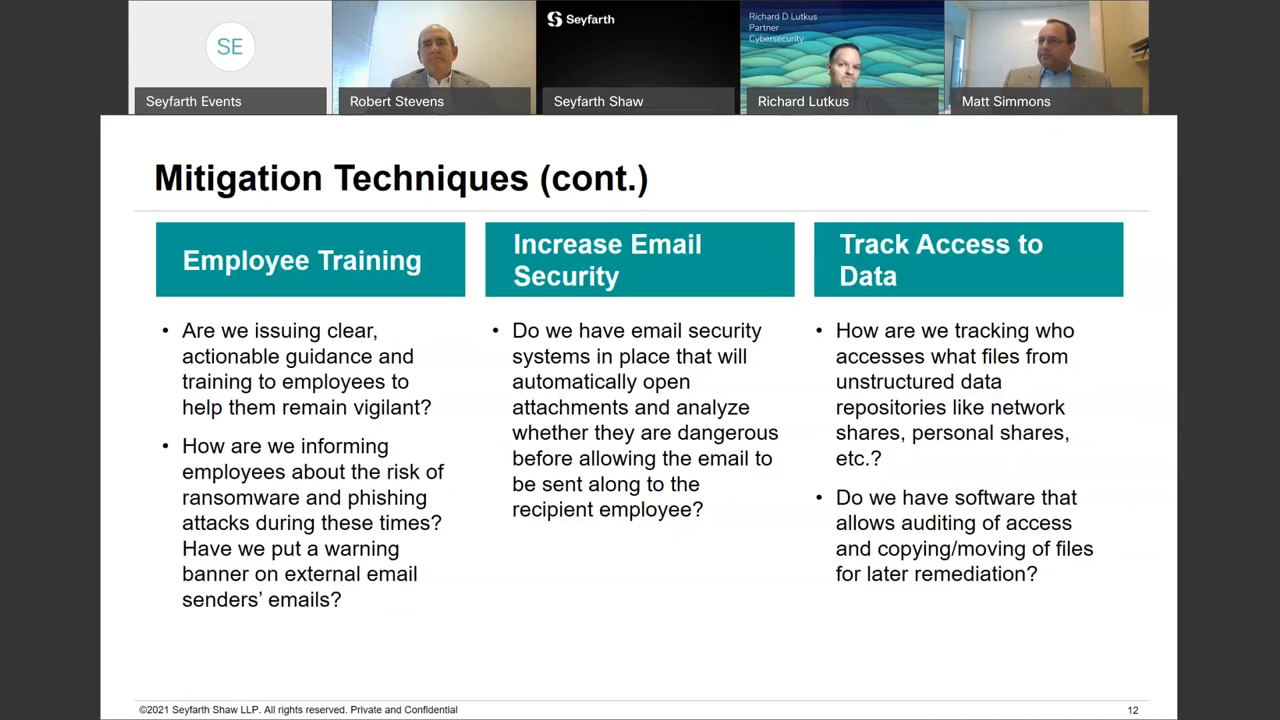 SE
Seyfarth Events
Robert Stevens
Seyfarth
Seyfarth Shaw
Richard D Lutkus
Partner
Cybersecurity
Richard Lutkus
Matt Simmons
Mitigation Techniques (cont.)
Employee Training
• Are we issuing clear,
actionable guidance and
training to employees to
help them remain vigilant?
• How are we informing
employees about the risk of
ransomware and phishing
attacks during these times?
Have we put a warning
banner on external email
senders’ emails?
Increase Email
Security
• Do we have email security
systems in place that will
automatically open
attachments and analyze
whether they are dangerous
before allowing the email to
be sent along to the
recipient employee?
Track Access to
Data
• How are we tracking who
accesses what files from
unstructured data
repositories like network
shares, personal shares,
etc.?
• Do we have software that
allows auditing of access
and copying/moving of files
for later remediation?
©2021 Seyfarth Shaw LLP. All rights reserved. Private and Confidential
12